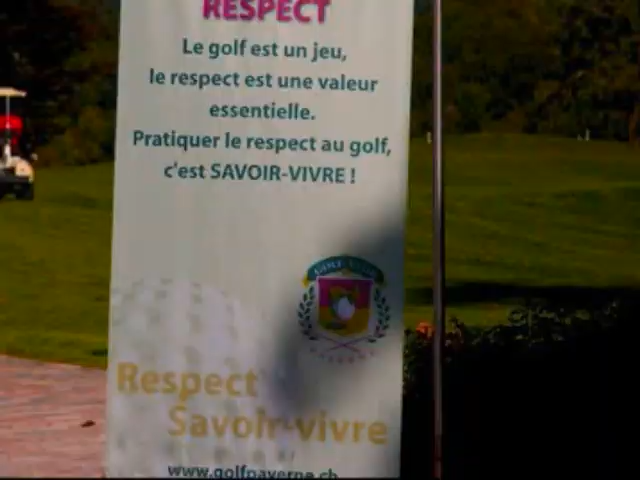 RESPECT
Le golf est un jeu,
le respect est une valeur
essentielle.
Pratiquer le respect au golf,
c'est SAVOIR-VIVRE !
Respect
Savoir-vivre
www.golfpayerne.ch